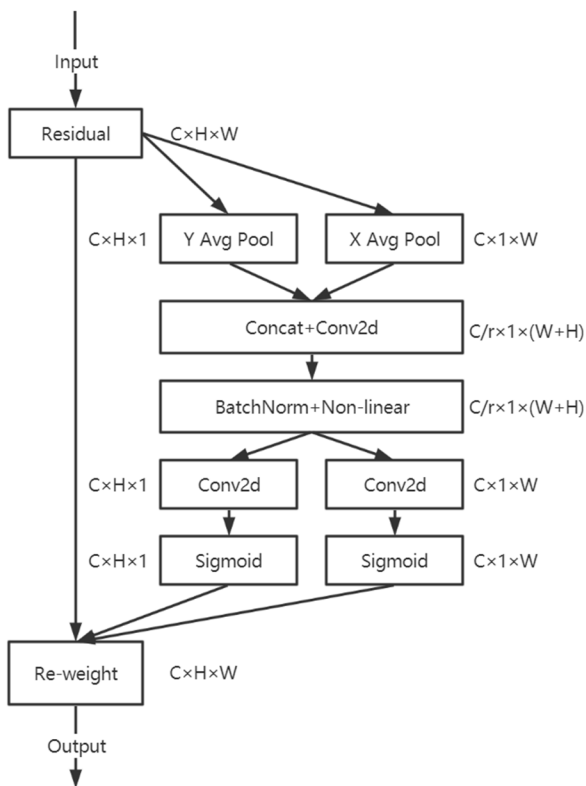 Input
Residual
C×H×W
C×H×1
Y Avg Pool
X Avg Pool
C×1×W
Concat+Conv2d
C/r×1×(W+H)
BatchNorm+Non-linear
C/r×1×(W+H)
C×H×1
Conv2d
Conv2d
C×1×W
C×H×1
Sigmoid
Sigmoid
C×1×W
Re-weight
C×H×W
Output